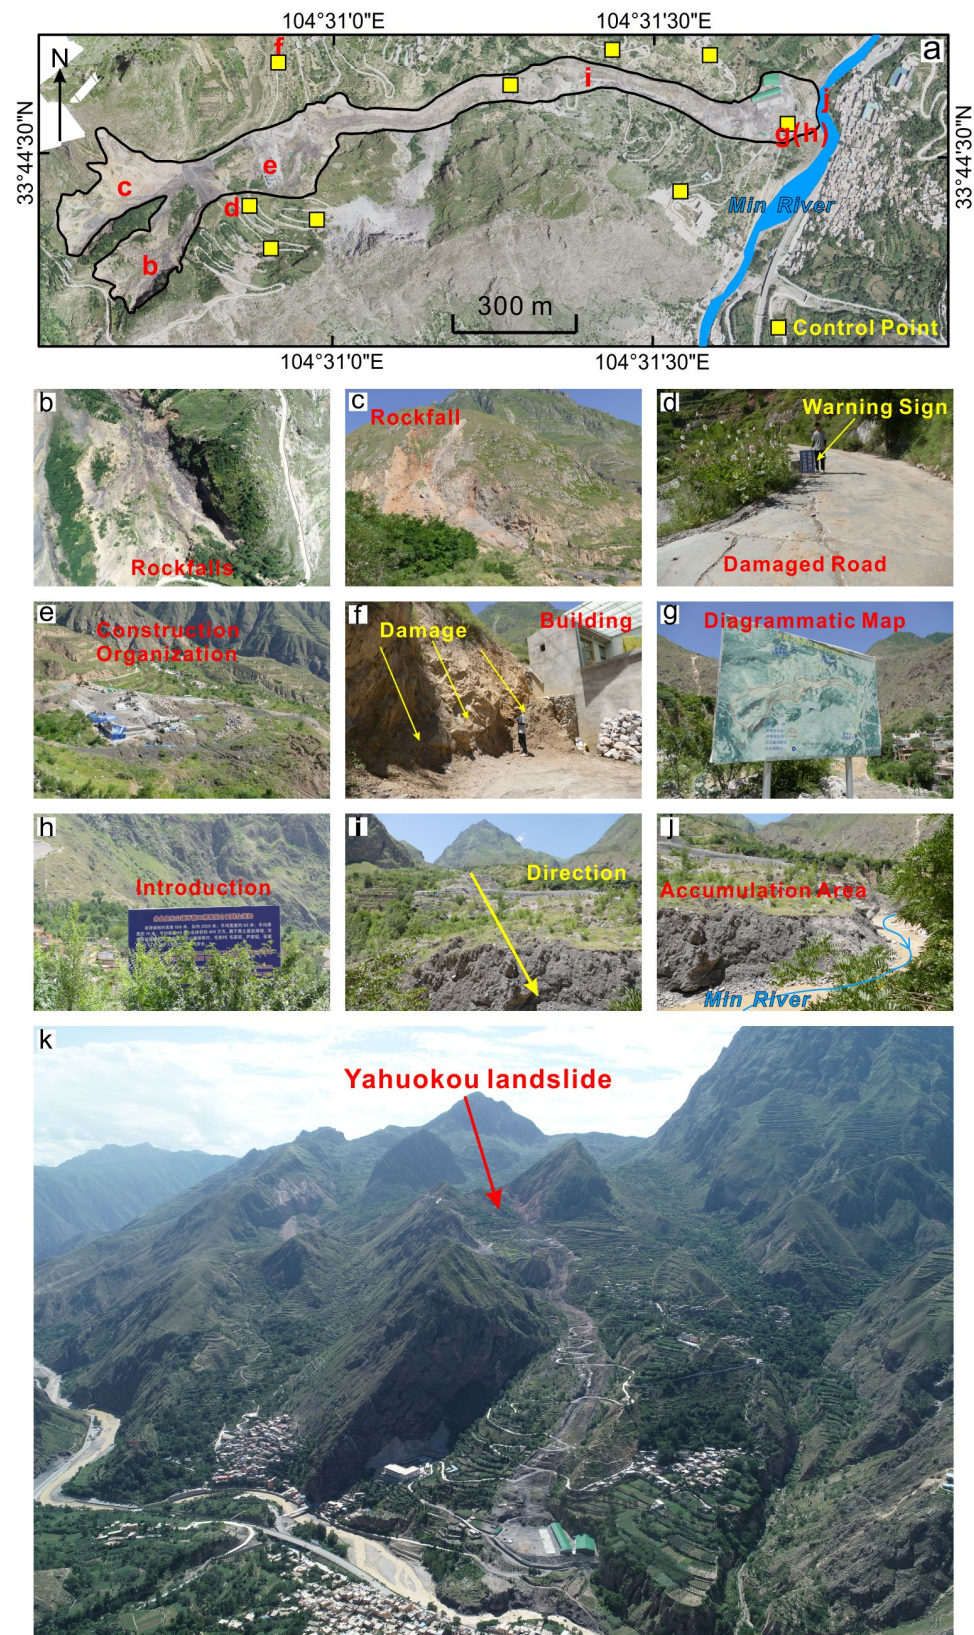 104°31'0"E
104°31'30"E
33°44'30"N
33°44'30"N
N
a
f
i
j
g(h)
c
e
d
b
Min River
300 m
Control Point
104°31'0"E
104°31'30"E
b
Rockfalls
c
Rockfall
d
Warning Sign
Damaged Road
e
Construction
Organization
f
Damage
Building
g
Diagrammatic Map
h
Introduction
i
Direction
j
Accumulation Area
Min River
k
Yahuokou landslide